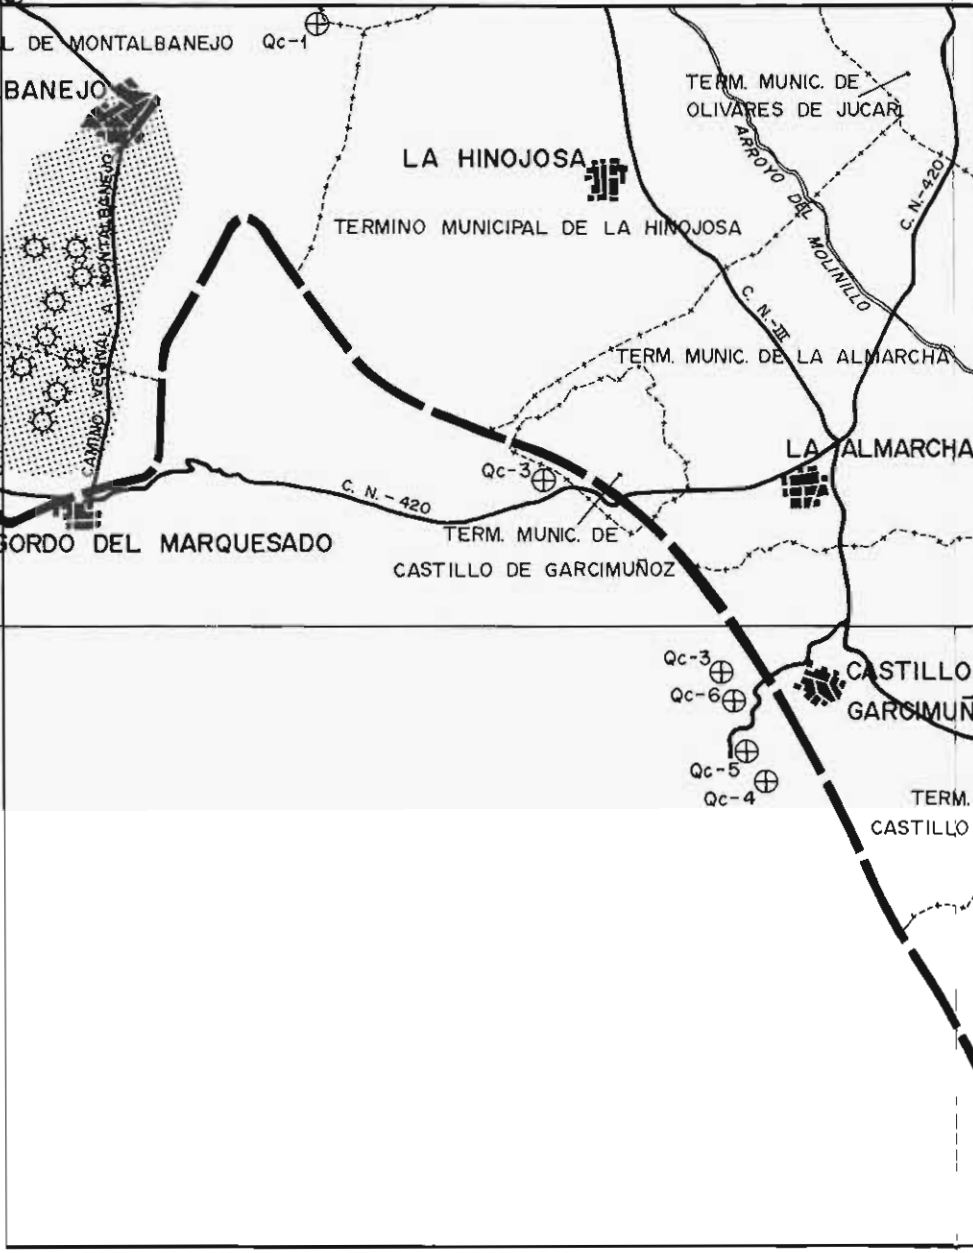 L DE MONTALBANEJO
Qc-1
BANEJO
TERM. MUNIC. DE
OLIVARES DE JUCAR
ARROYO DEL
MOLINILLO
C. N.-420
LA HINOJOSA
TERMINO MUNICIPAL DE LA HINOJOSA
CAMINO VECINAL A MONTALBANEJO
C. N.-III
TERM. MUNIC. DE LA ALMARCHA
LA ALMARCHA
Qc-3
C. N.-420
TERM. MUNIC. DE
CASTILLO DE GARCIMUÑOZ
GORDO DEL MARQUESADO
Qc-3
Qc-6
CASTILLO
GARCIMUÑ
Qc-5
Qc-4
TERM.
CASTILLO